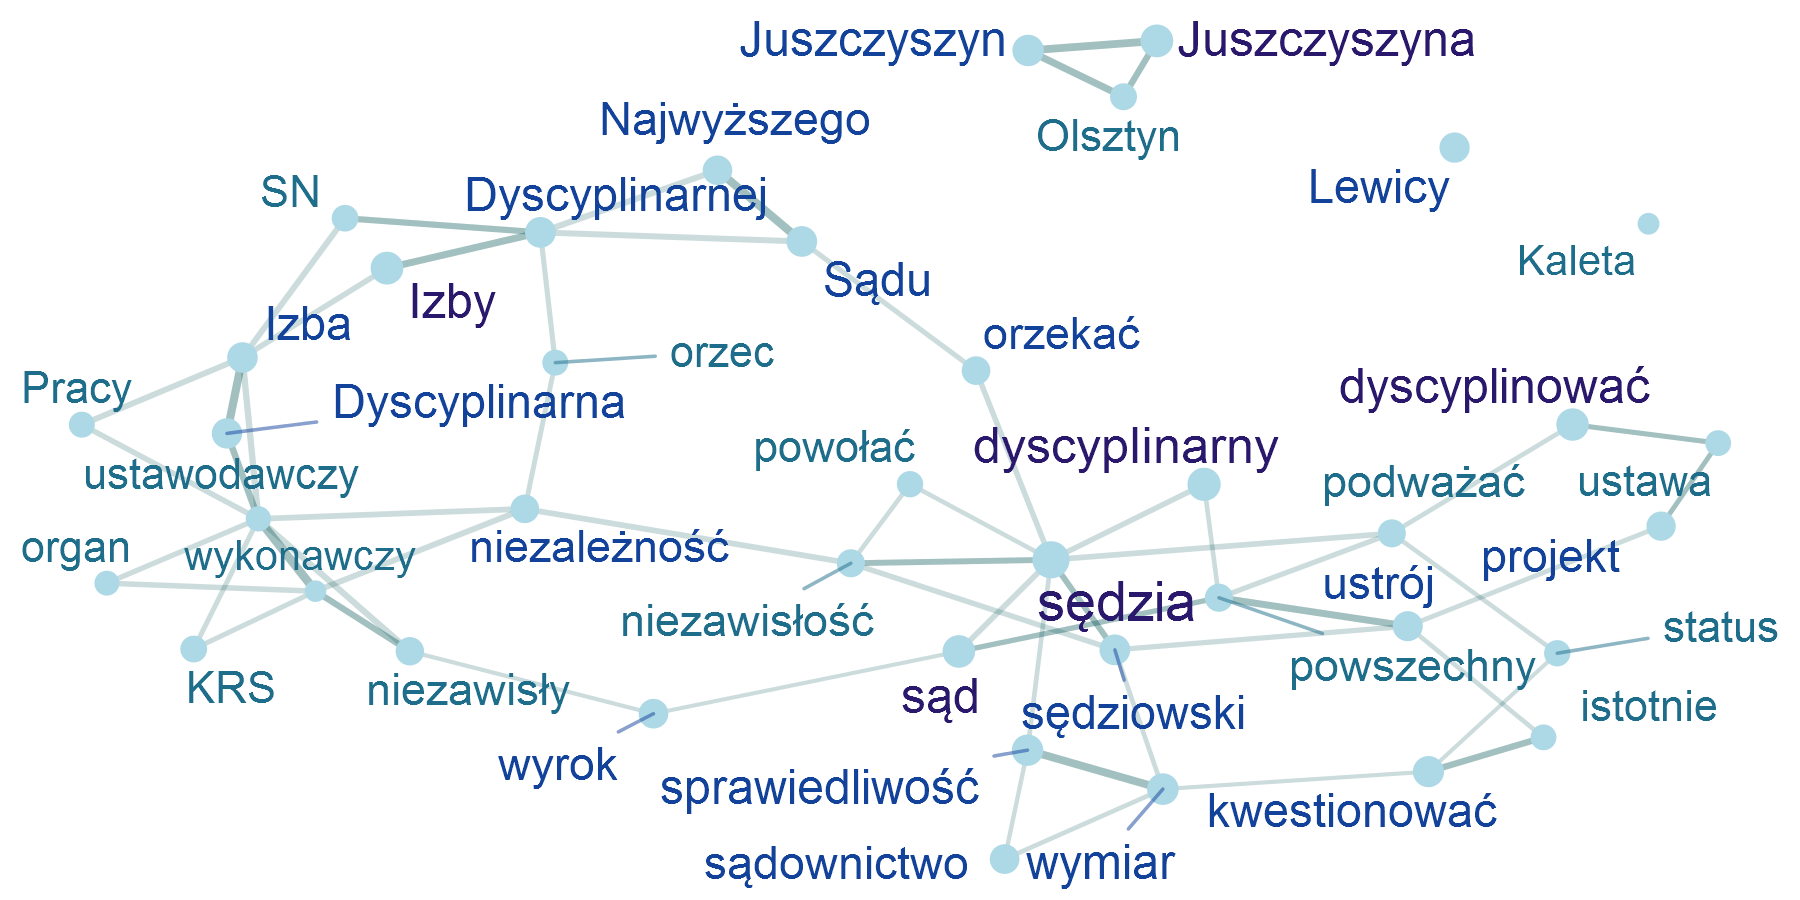 Juszczyszyn
Juszczyszyna
Najwyższego
Olsztyn
SN
Dyscyplinarnej
Lewicy
Kaleta
Izby
Sądu
Izba
orzekać
orzec
Pracy
Dyscyplinarna
dyscyplinować
powołać
dyscyplinarny
ustawodawczy
podważać
ustawa
organ
wykonawczy
niezależność
projekt
ustrój
niezawisłość
sędzia
status
powszechny
KRS
niezawisły
sąd
sędziowski
istotnie
wyrok
sprawiedliwość
kwestionować
sądownictwo
wymiar